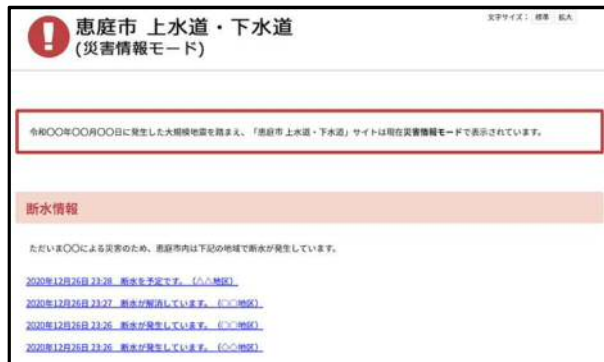 文字サイズ： 標準 拡大
恵庭市 上水道・下水道
(災害情報モード)
令和〇〇年〇〇月〇〇日に発生した大規模地震を踏まえ、「恵庭市 上水道・下水道」サイトは現在災害情報モードで表示されています。
断水情報
ただいま〇〇による災害のため、恵庭市内は下記の地域で断水が発生しています。
2020年12月26日 23:28 断水を予定です。（△△地区）
2020年12月26日 23:27 断水が解消しています。（□□地区）
2020年12月26日 23:26 断水が発生しています。（□□地区）
2020年12月26日 23:26 断水が発生しています。（〇〇地区）